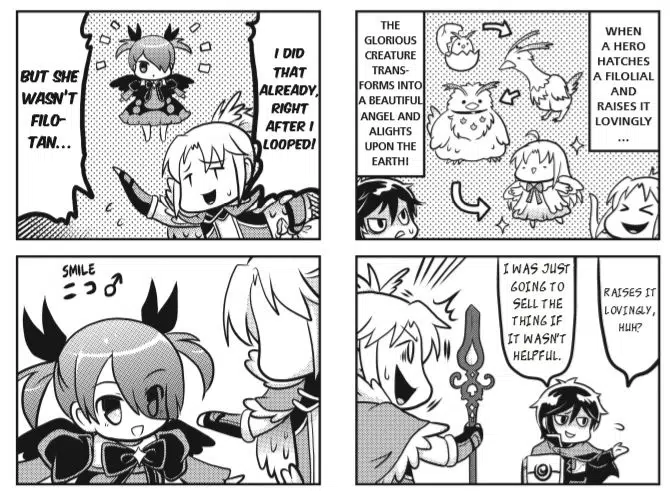 WHEN
A HERO
HATCHES
A FILOLIAL
AND
RAISES IT
LOVINGLY
...
THE
GLORIOUS
CREATURE
TRANS-
FORMS INTO
A BEAUTIFUL
ANGEL AND
ALIGHTS
UPON THE
EARTH!
RAISES IT
LOVINGLY,
HUH?
I WAS JUST
GOING TO
SELL THE
THING IF
IT WASN'T
HELPFUL.
I DID
THAT
ALREADY,
RIGHT
AFTER I
LOOPED!
BUT SHE
WASN'T
FILO-
TAN...
SMILE
ニコ♂